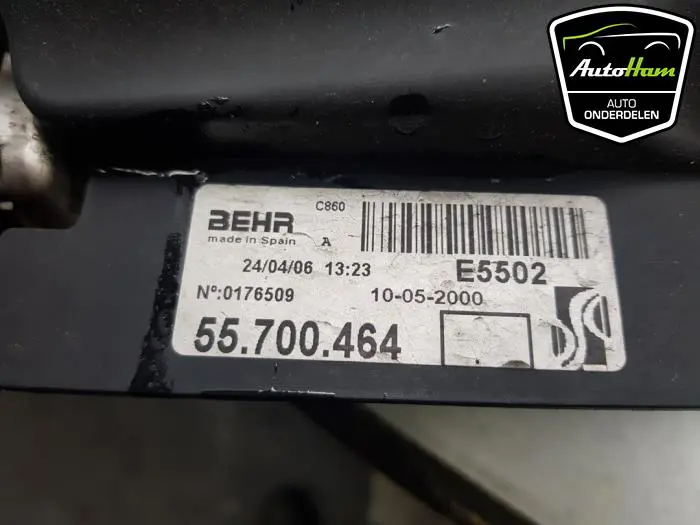 AutoHam
AUTO
ONDERDELEN
BEHR
made in Spain
A
C860
24/04/06 13:23
E5502
Nº:0176509
10-05-2000
55.700.464